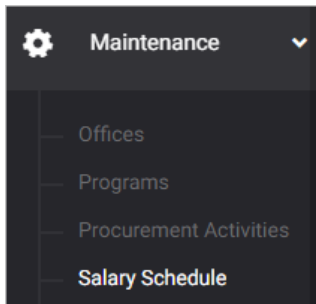 Maintenance
Offices
Programs
Procurement Activities
Salary Schedule